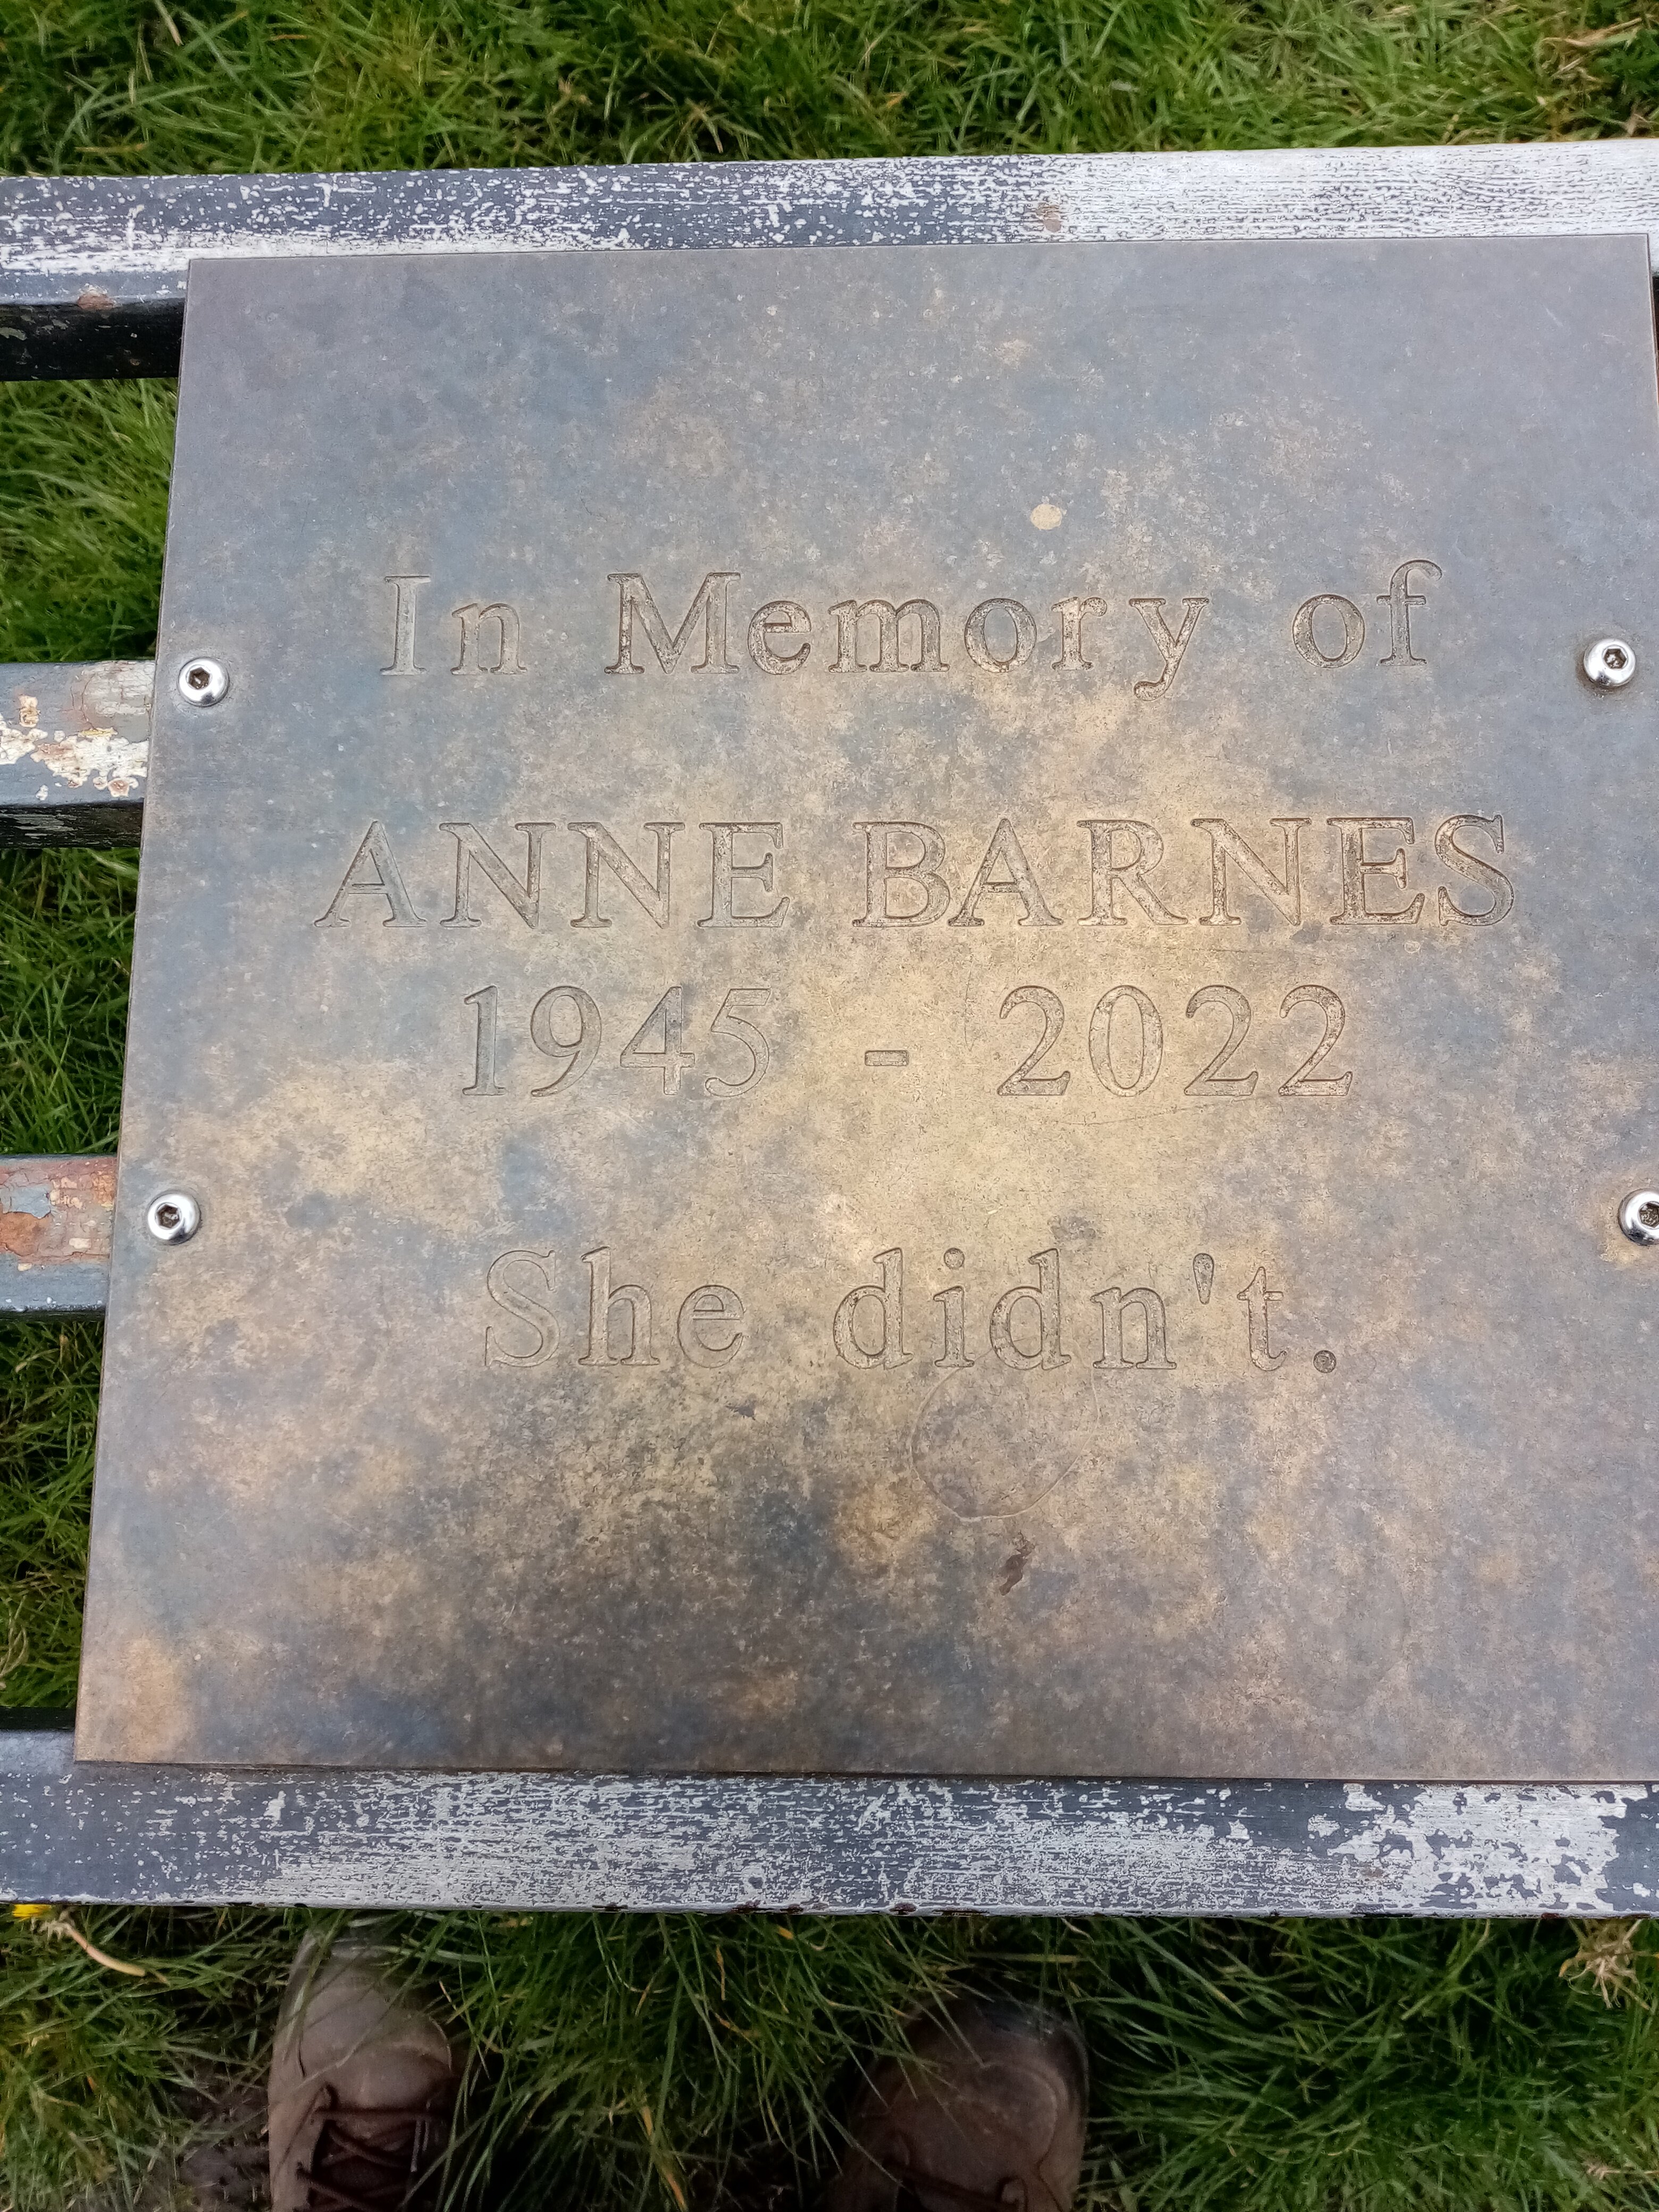 In Memory of
ANNE BARNES
1945 - 2022
She didn't.